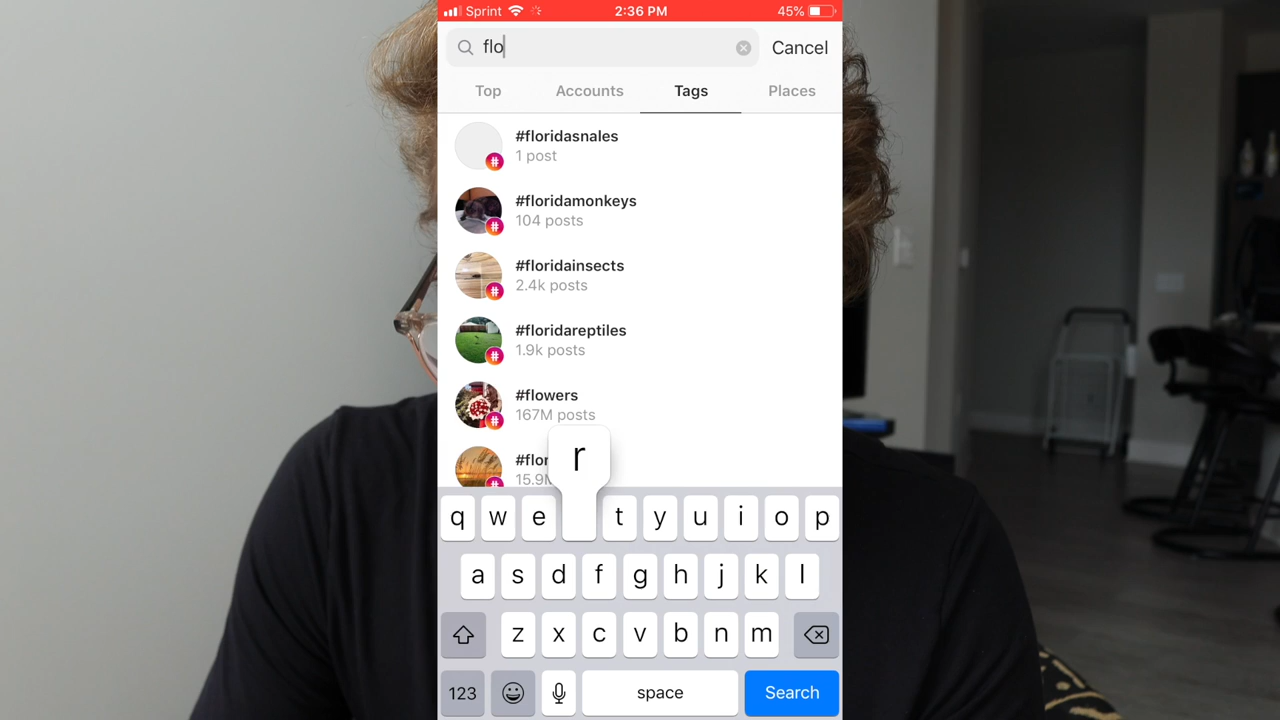 Sprint 2:36 PM 45%
flo Cancel
Top Accounts Tags Places
#floridasnales
1 post
#floridamonkeys
104 posts
#floridainsects
2.4k posts
#floridareptiles
1.9k posts
#flowers
167M posts
r
q w e t y u i o p
a s d f g h j k l
z x c v b n m
123 space Search